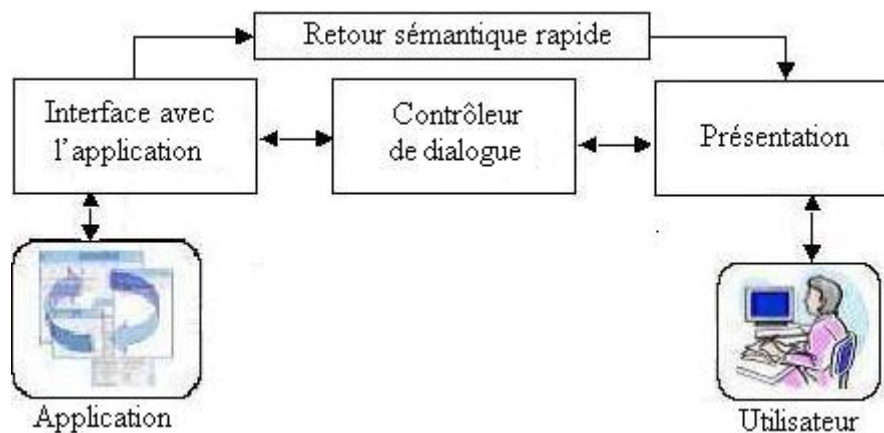 Retour sémantique rapide
Interface avec
l'application
Contrôleur
de dialogue
Présentation
Application
Utilisateur